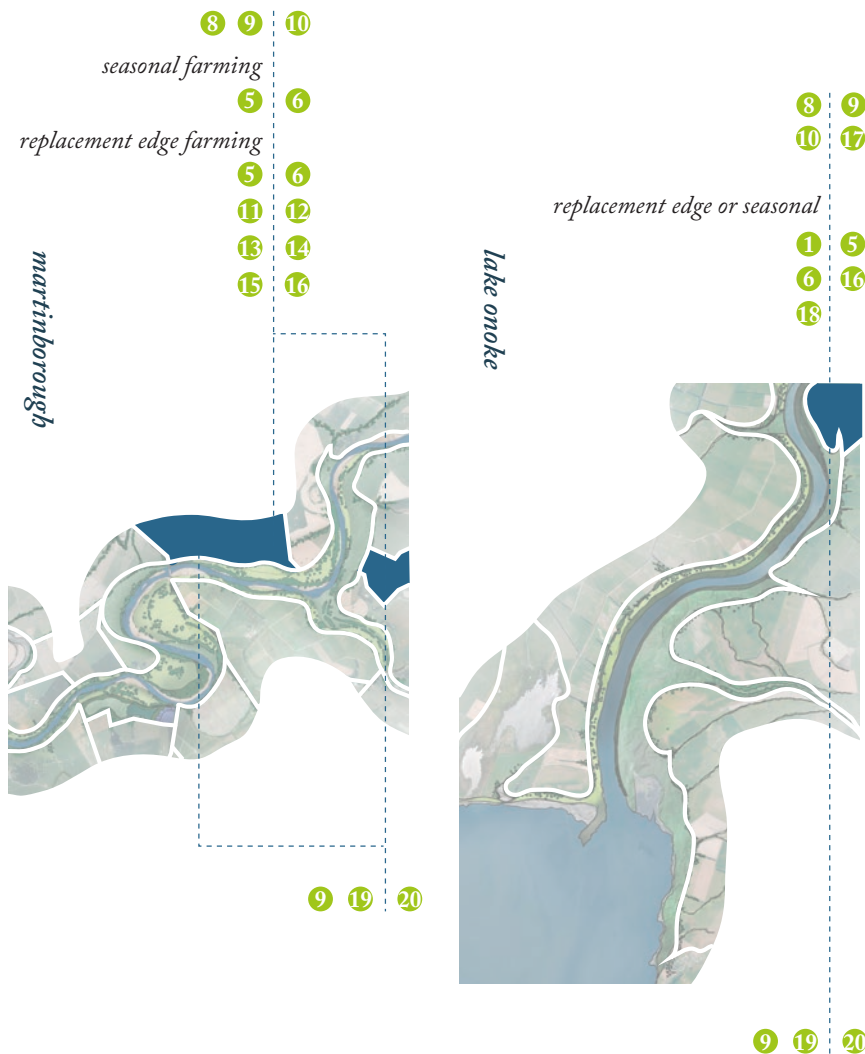 8 9 10
seasonal farming
5 6
replacement edge farming
5 6
11 12
13 14
15 16
martinborough
9 19 20
8 9
10 17
replacement edge or seasonal
1 5
6 16
18
lake onoke
9 19 20